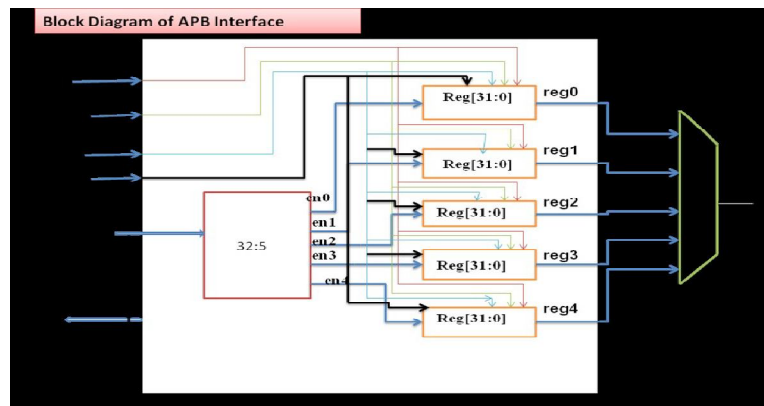 Block Diagram of APB Interface
Reg[31:0]
reg0
Reg[31:0]
reg1
en0
Reg[31:0]
reg2
en1
en2
32:5
en3
Reg[31:0]
reg3
en4
Reg[31:0]
reg4